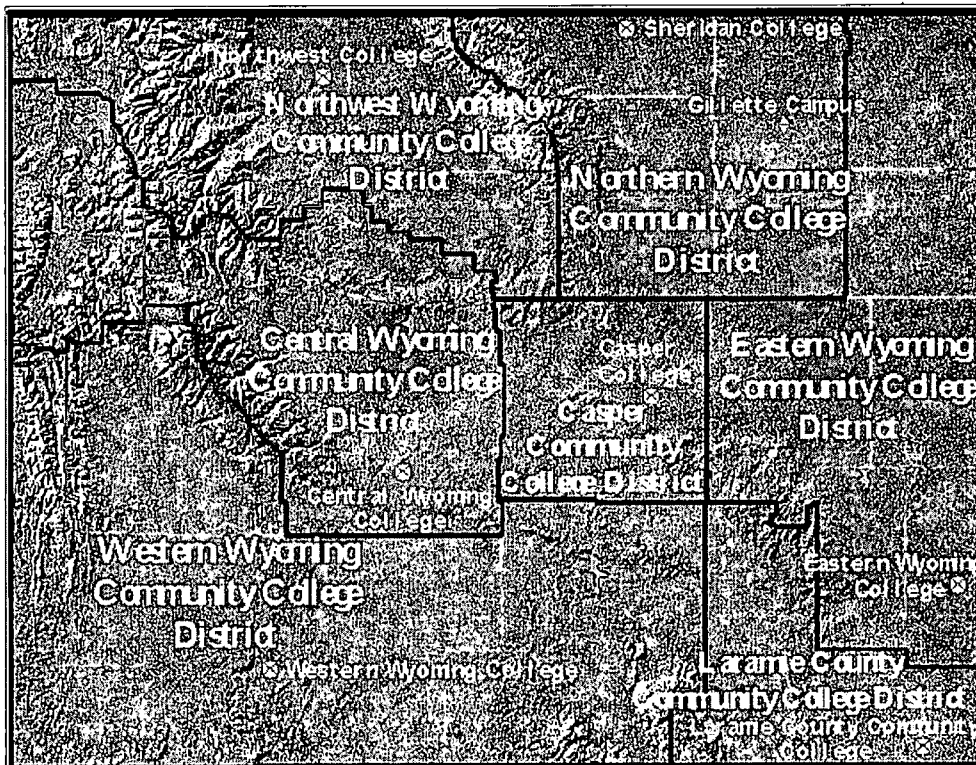 Sheridan College
Northwest College
Northwest Wyoming
Community College
District
Gillette Campus
Northern Wyoming
Community College
District
Central Wyoming
Community College
District
Casper
College
Casper
Community
College District
Eastern Wyoming
Community College
District
Central Wyoming
College
Western Wyoming
Community College
District
Eastern Wyoming
College
Western Wyoming College
Laramie County
Community College District
Laramie County Communit
College